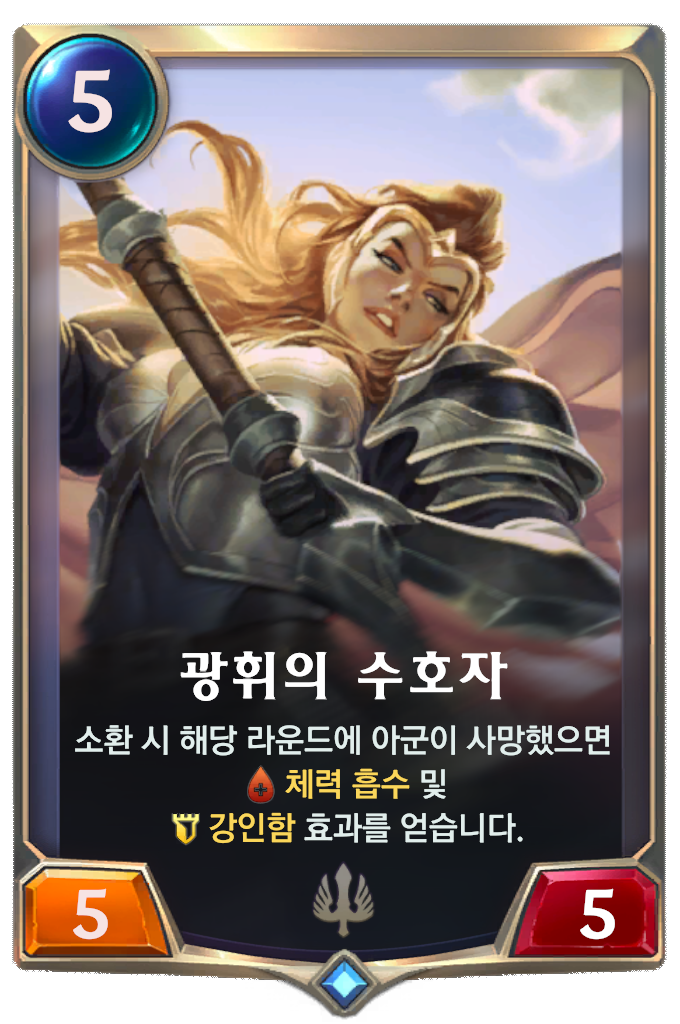 5
광휘의 수호자
소환 시 해당 라운드에 아군이 사망했으면
체력 흡수 및
강인함 효과를 얻습니다.
5
5